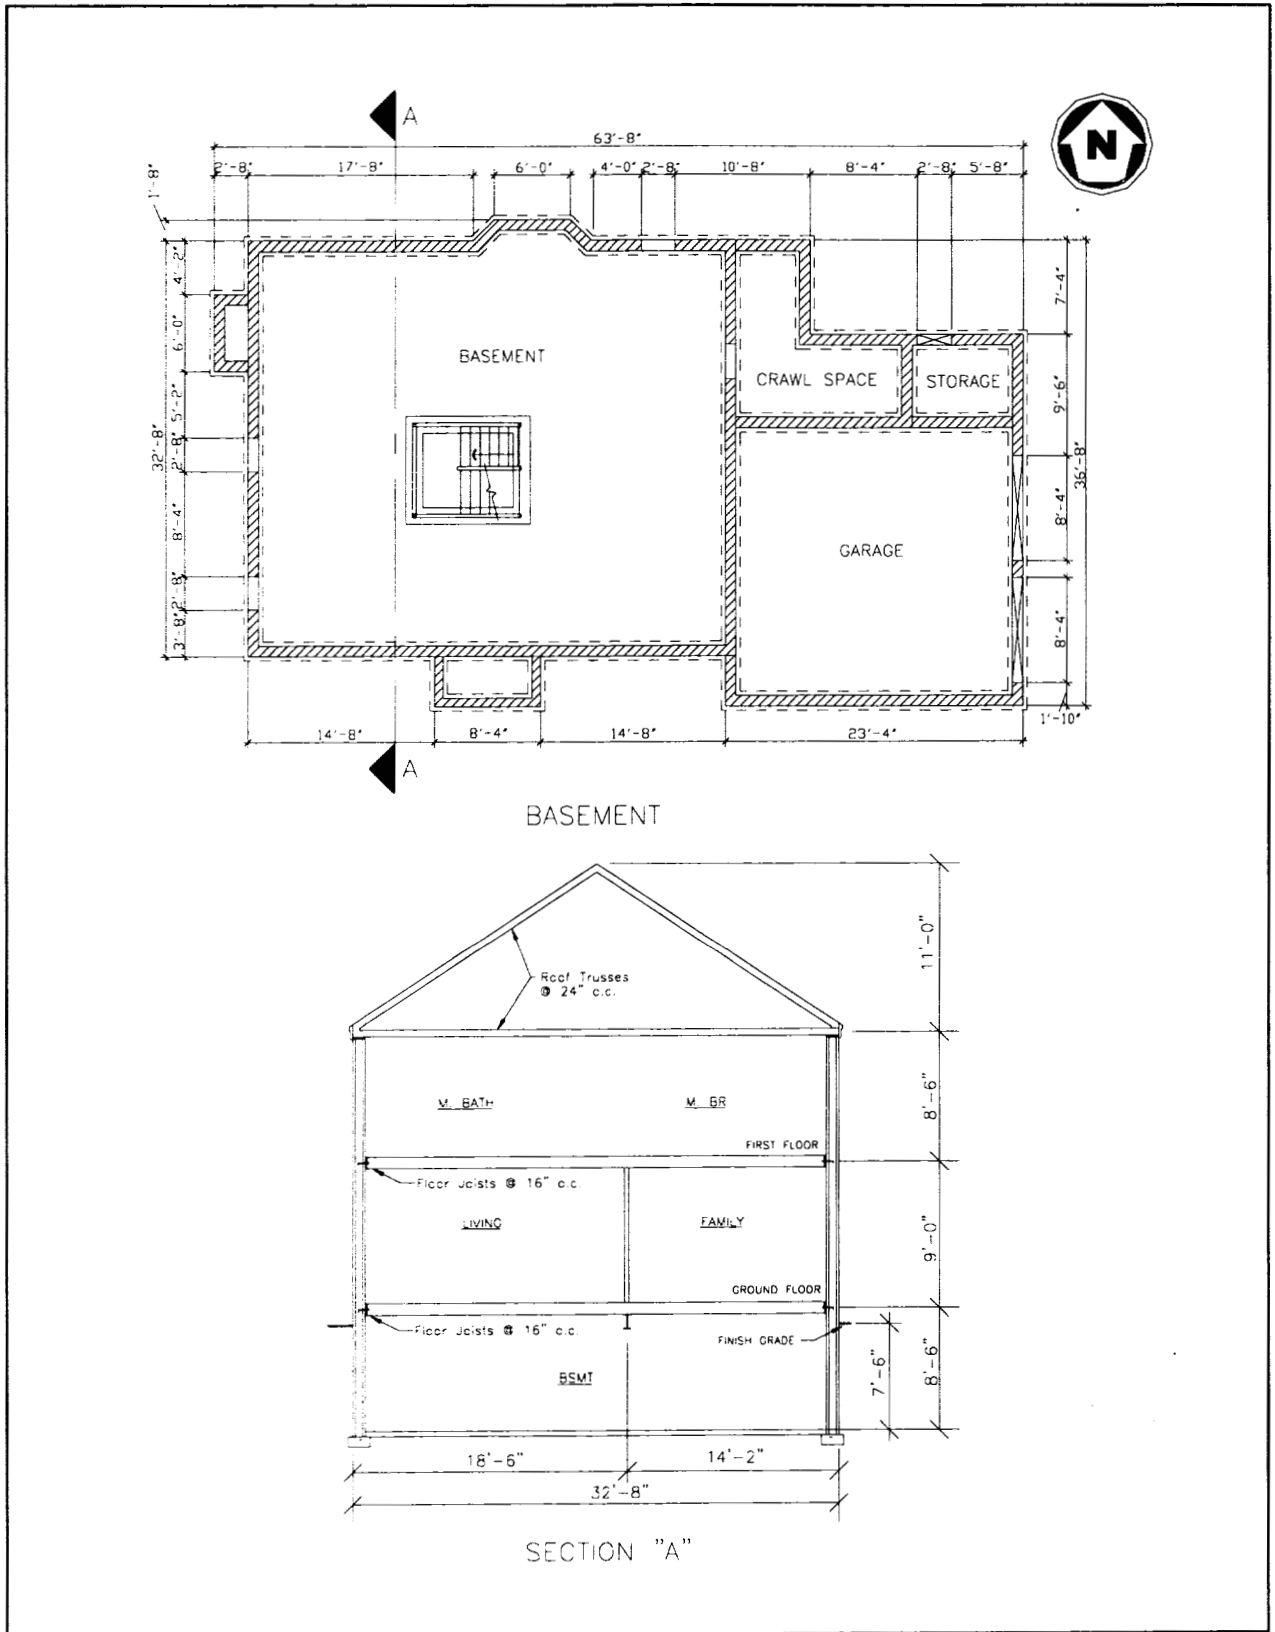 A
N
63'-8"
2'-8" 17'-8" 6'-0" 4'-0" 2'-8" 10'-8" 8'-4" 2'-8" 5'-8"
1'-8"
4'-2"
7'-4"
6'-0"
BASEMENT
CRAWL SPACE
STORAGE
9'-6"
5'-2"
32'-8"
2'-8"
36'-8"
8'-4"
8'-4"
GARAGE
2'-8"
3'-8"
8'-4"
1'-10"
14'-8" 8'-4" 14'-8" 23'-4"
A
BASEMENT
11'-0"
Roof Trusses
@ 24" c.c.
8'-6"
M. BATH
M. BR
FIRST FLOOR
Floor Joists @ 16" c.c.
LIVING
FAMILY
9'-0"
GROUND FLOOR
Floor Joists @ 16" c.c.
FINISH GRADE
7'-6"
8'-6"
BSMT
18'-6" 14'-2"
32'-8"
SECTION "A"